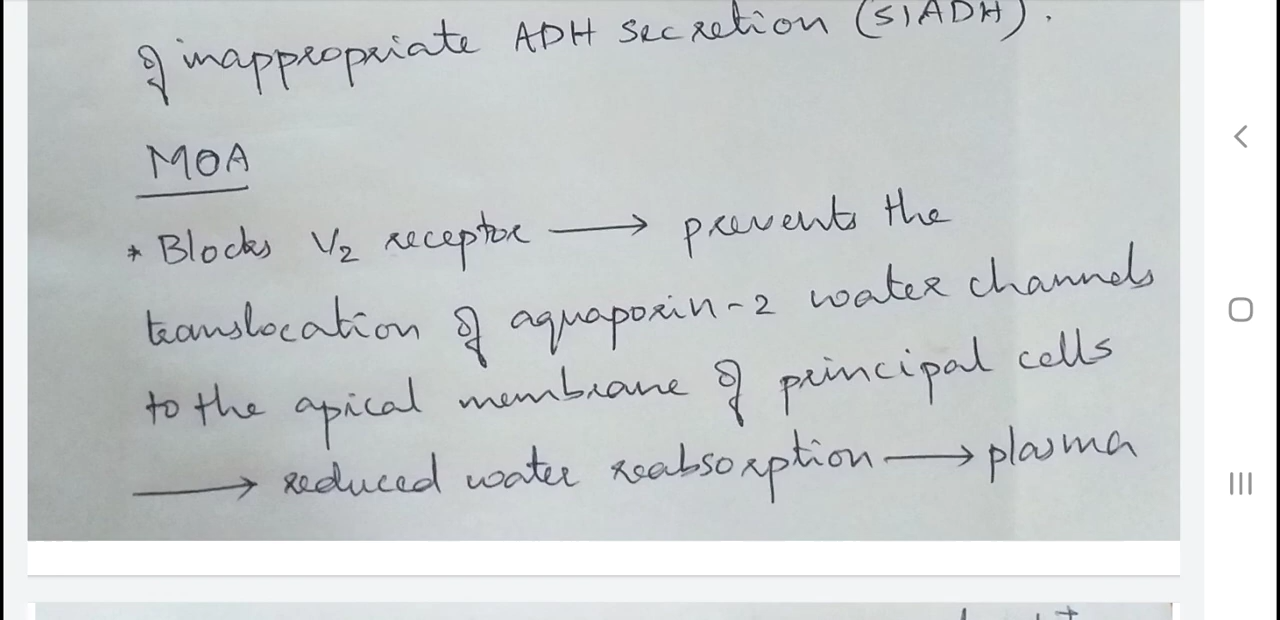 of inappropriate ADH secretion (SIADH).
MOA
* Blocks V2 receptor → prevents the
translocation of aquaporin-2 water channels
to the apical membrane of principal cells
→ reduced water reabsorption → plasma